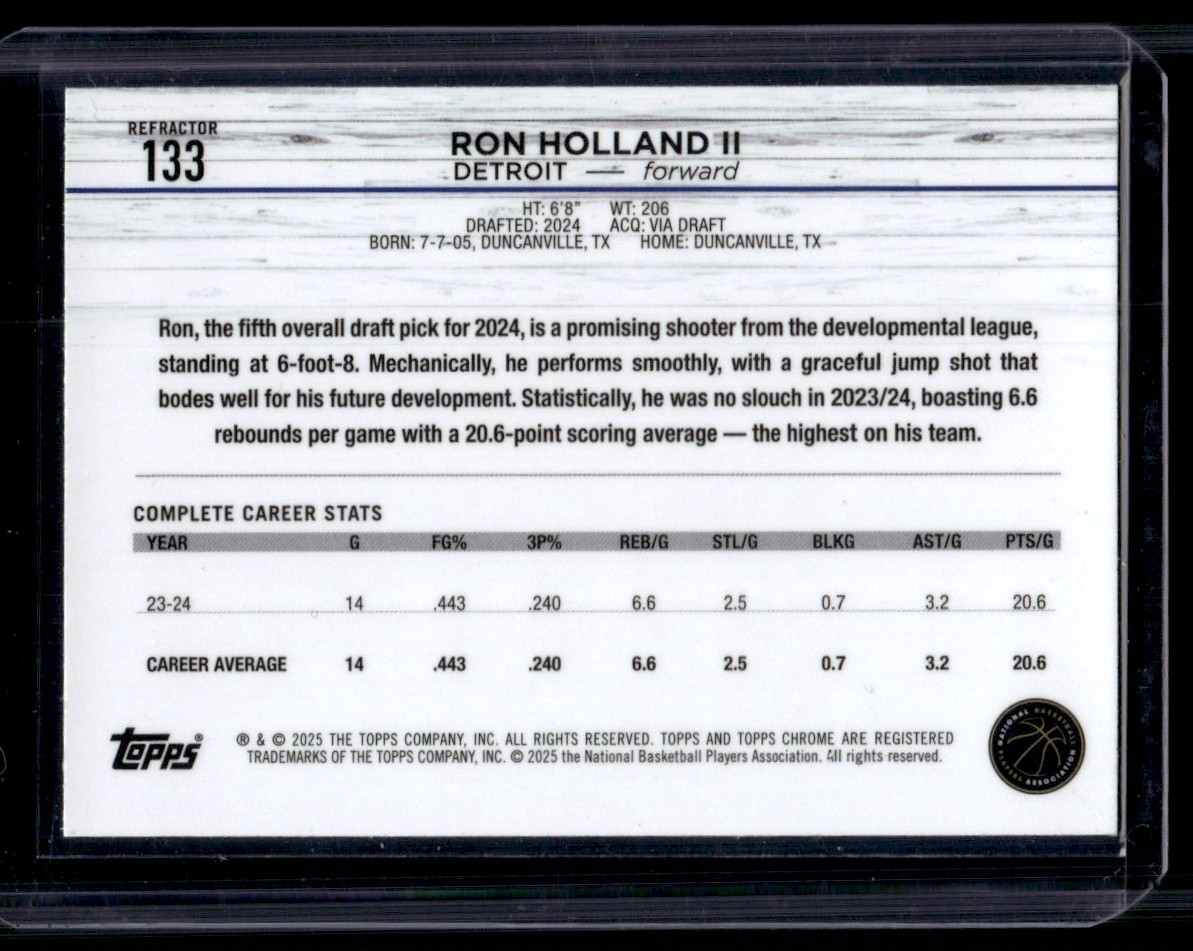 REFRACTOR
133
RON HOLLAND II
DETROIT — forward
HT: 6'8" WT: 206
DRAFTED: 2024 ACQ: VIA DRAFT
BORN: 7-7-05, DUNCANVILLE, TX HOME: DUNCANVILLE, TX
Ron, the fifth overall draft pick for 2024, is a promising shooter from the developmental league,
standing at 6-foot-8. Mechanically, he performs smoothly, with a graceful jump shot that
bodes well for his future development. Statistically, he was no slouch in 2023/24, boasting 6.6
rebounds per game with a 20.6-point scoring average — the highest on his team.
COMPLETE CAREER STATS
YEAR G FG% 3P% REB/G STL/G BLKG AST/G PTS/G
23-24 14 .443 .240 6.6 2.5 0.7 3.2 20.6
CAREER AVERAGE 14 .443 .240 6.6 2.5 0.7 3.2 20.6
topps®
® & © 2025 THE TOPPS COMPANY, INC. ALL RIGHTS RESERVED. TOPPS AND TOPPS CHROME ARE REGISTERED
TRADEMARKS OF THE TOPPS COMPANY, INC. © 2025 the National Basketball Players Association. All rights reserved.
NATIONAL BASKETBALL
PLAYERS ASSOCIATION